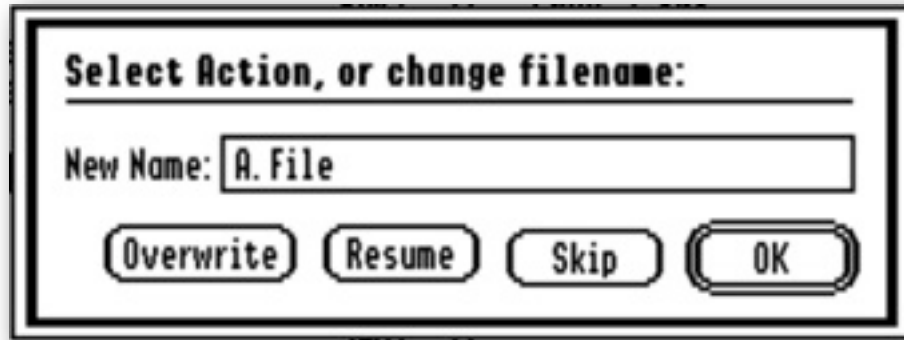 Select Action, or change filename:
New Name: A.File
Overwrite Resume Skip OK